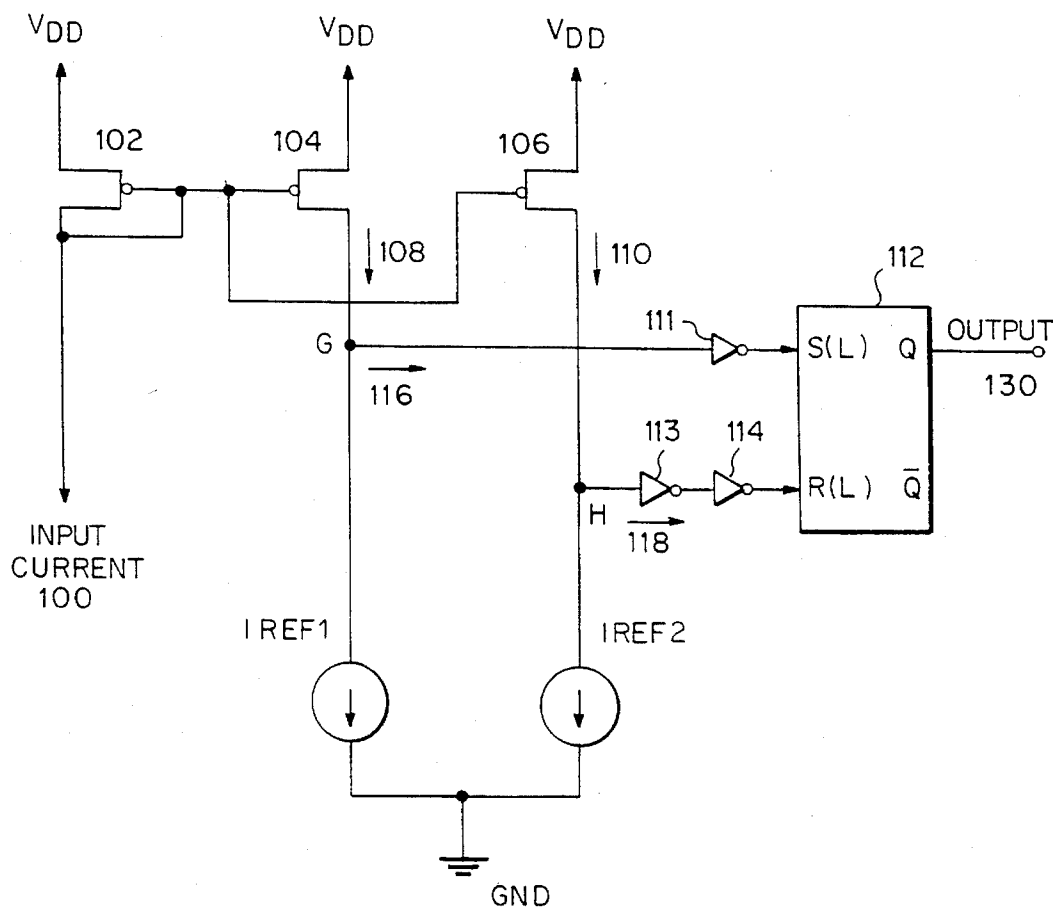 VDD
VDD
VDD
102
104
106
108
110
112
111
S(L) Q
OUTPUT
130
G
116
113
114
R(L) Q̅
H
118
INPUT
CURRENT
100
IREF1
IREF2
GND